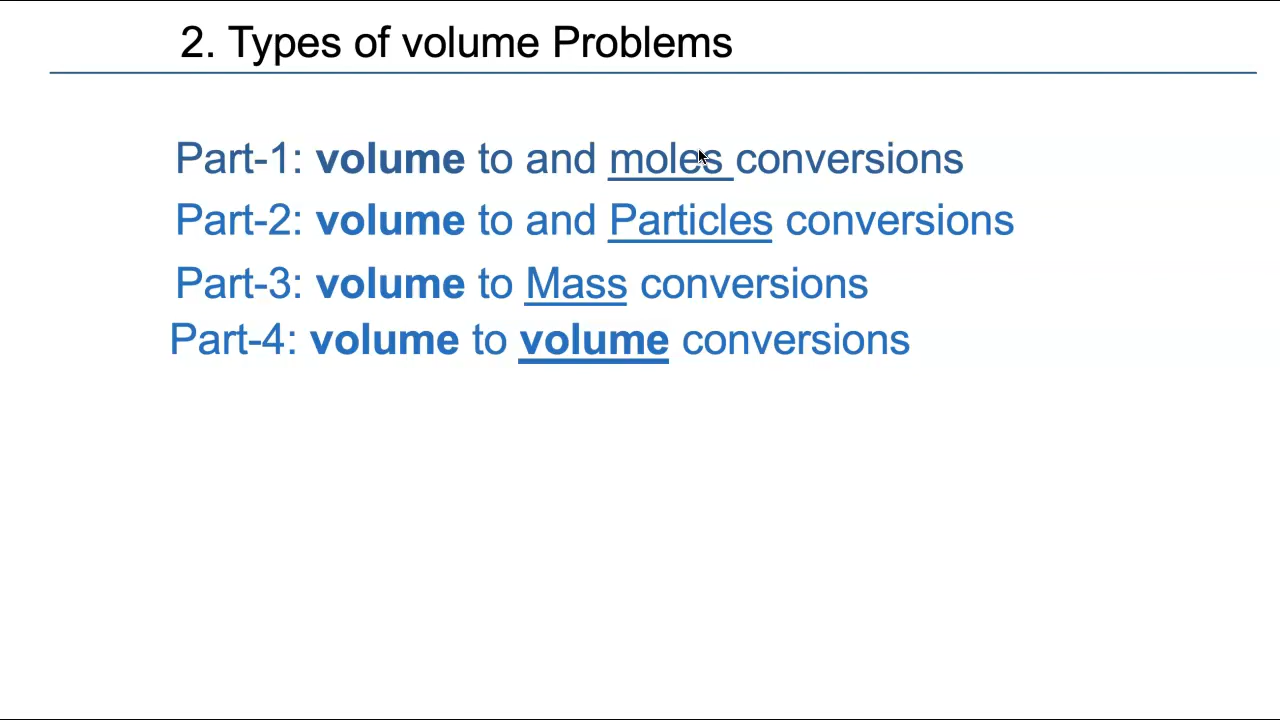 2. Types of volume Problems
Part-1: volume to and moles conversions
Part-2: volume to and Particles conversions
Part-3: volume to Mass conversions
Part-4: volume to volume conversions